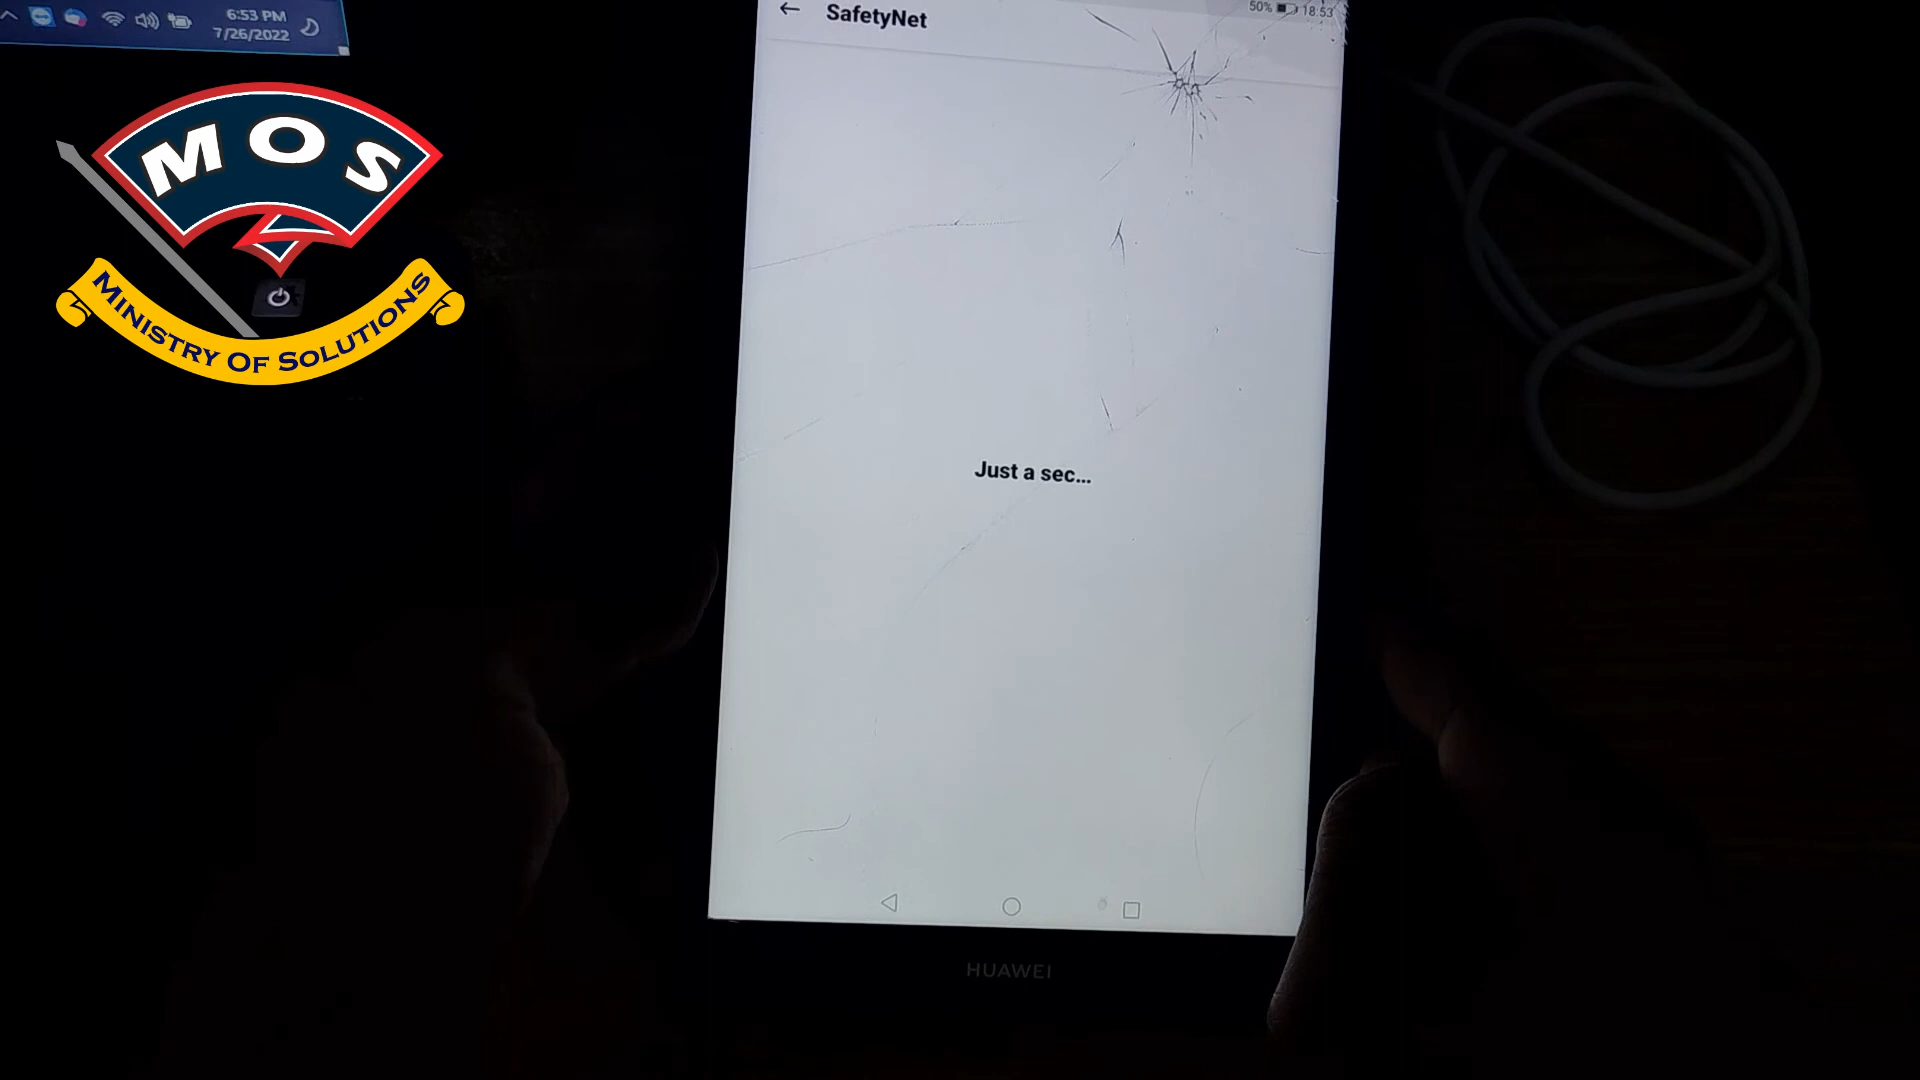 6:53 PM
7/26/2022
MOS
MINISTRY OF SOLUTIONS
SafetyNet
50% 18:53
Just a sec...
HUAWEI